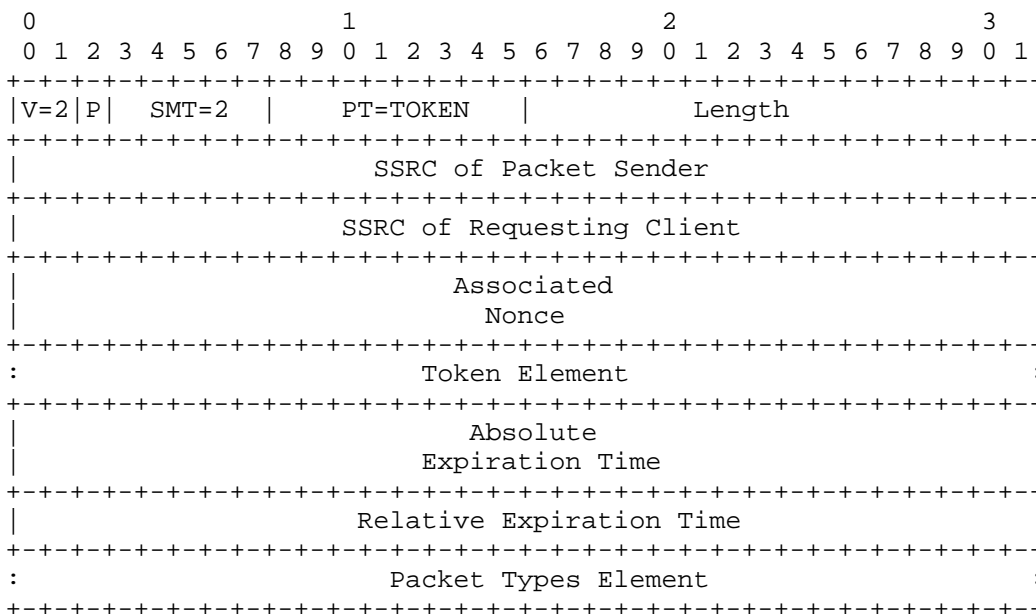 0                   1                   2                   3
 0 1 2 3 4 5 6 7 8 9 0 1 2 3 4 5 6 7 8 9 0 1 2 3 4 5 6 7 8 9 0 1
+-+-+-+-+-+-+-+-+-+-+-+-+-+-+-+-+-+-+-+-+-+-+-+-+-+-+-+-+-+-+-+-
|V=2|P|  SMT=2  |    PT=TOKEN   |          Length
+-+-+-+-+-+-+-+-+-+-+-+-+-+-+-+-+-+-+-+-+-+-+-+-+-+-+-+-+-+-+-+-
|                      SSRC of Packet Sender
+-+-+-+-+-+-+-+-+-+-+-+-+-+-+-+-+-+-+-+-+-+-+-+-+-+-+-+-+-+-+-+-
|                    SSRC of Requesting Client
+-+-+-+-+-+-+-+-+-+-+-+-+-+-+-+-+-+-+-+-+-+-+-+-+-+-+-+-+-+-+-+-
|                           Associated
|                             Nonce
+-+-+-+-+-+-+-+-+-+-+-+-+-+-+-+-+-+-+-+-+-+-+-+-+-+-+-+-+-+-+-+-
:                         Token Element                         :
+-+-+-+-+-+-+-+-+-+-+-+-+-+-+-+-+-+-+-+-+-+-+-+-+-+-+-+-+-+-+-+-
|                            Absolute
|                         Expiration Time
+-+-+-+-+-+-+-+-+-+-+-+-+-+-+-+-+-+-+-+-+-+-+-+-+-+-+-+-+-+-+-+-
|                     Relative Expiration Time
+-+-+-+-+-+-+-+-+-+-+-+-+-+-+-+-+-+-+-+-+-+-+-+-+-+-+-+-+-+-+-+-
:                       Packet Types Element                    :
+-+-+-+-+-+-+-+-+-+-+-+-+-+-+-+-+-+-+-+-+-+-+-+-+-+-+-+-+-+-+-+-